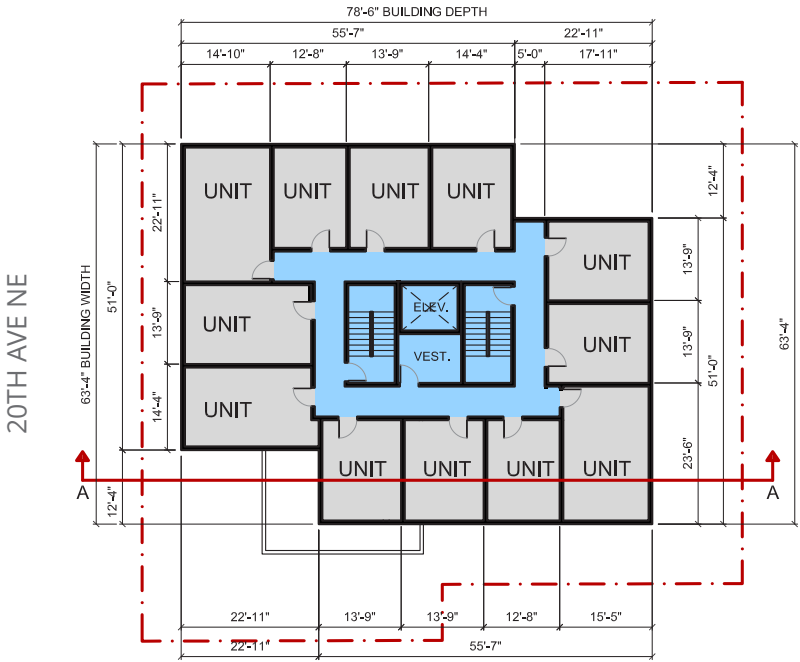 78'-6" BUILDING DEPTH
55'-7"
22'-11"
14'-10"
12'-8"
13'-9"
14'-4"
5'-0"
17'-11"
20TH AVE NE
63'-4" BUILDING WIDTH
51'-0"
12'-4"
22'-11"
13'-9"
14'-4"
UNIT
UNIT
UNIT
UNIT
UNIT
UNIT
UNIT
UNIT
ELEV.
VEST.
UNIT
UNIT
UNIT
UNIT
12'-4"
13'-9"
13'-9"
23'-6"
51'-0"
63'-4"
A
A
22'-11"
13'-9"
13'-9"
12'-8"
15'-5"
22'-11"
55'-7"